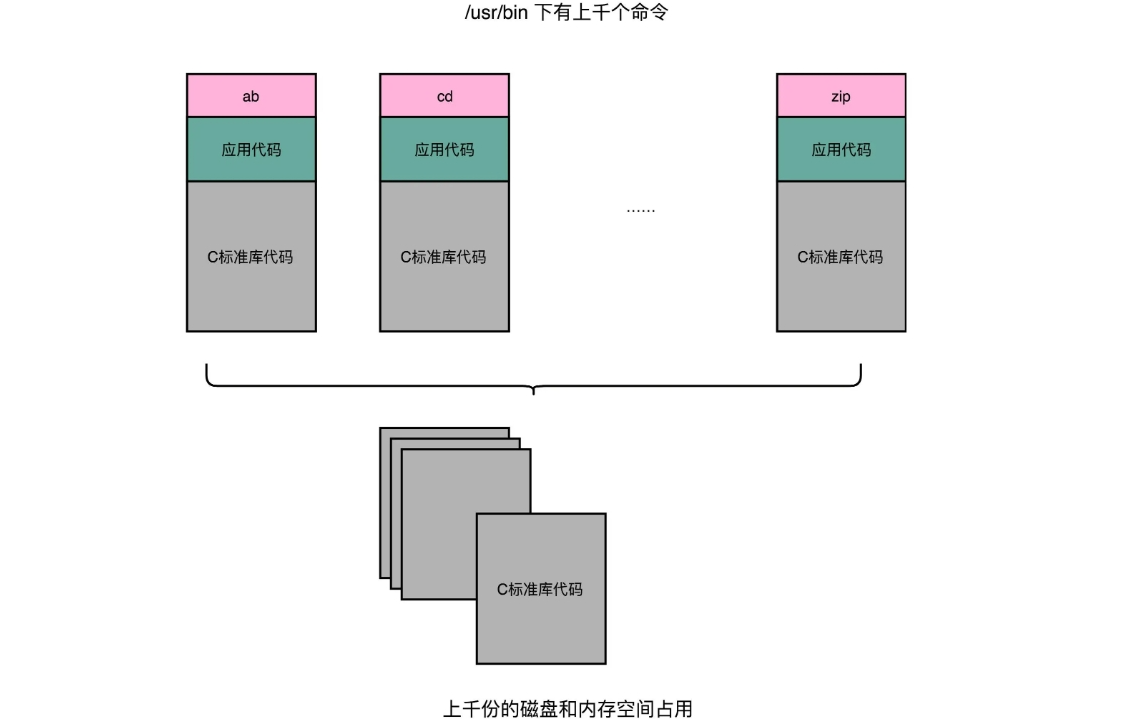 /usr/bin 下有上千个命令
ab
cd
zip
应用代码
应用代码
应用代码
......
C标准库代码
C标准库代码
C标准库代码
C标准库代码
上千份的磁盘和内存空间占用